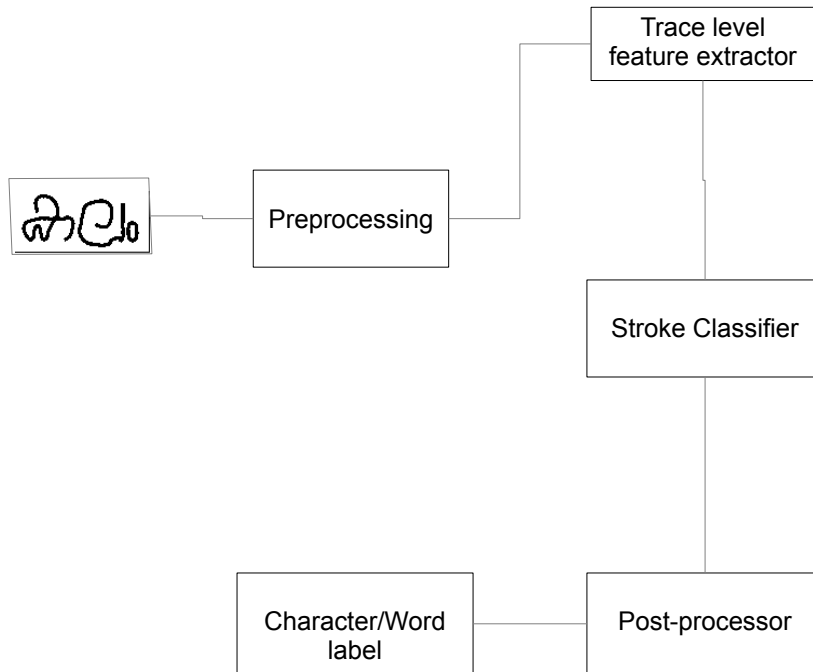 Trace level
feature extractor
കലം
Preprocessing
Stroke Classifier
Character/Word
label
Post-processor